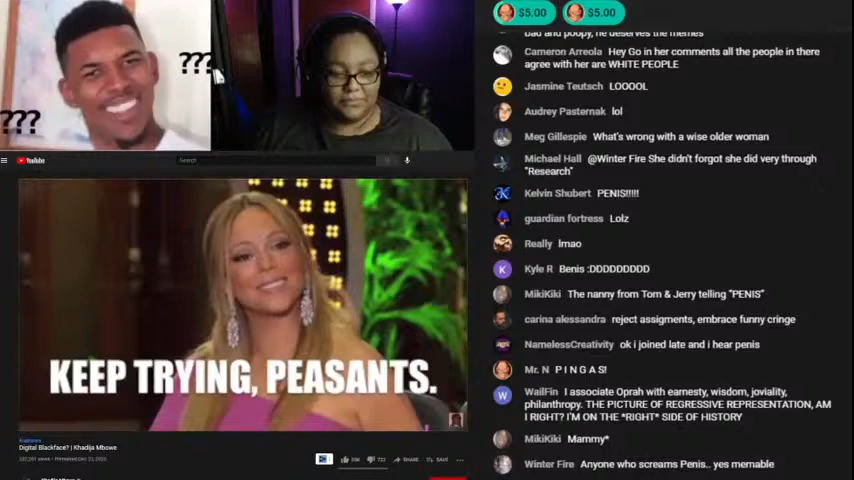 ???
???
YouTube
Search
KEEP TRYING, PEASANTS.
Digital Blackface? | Khadija Mbowe
SHARE
SAVE
$5.00
$5.00
bad and poopy, he deserves the memes
Cameron Arreola Hey Go in her comments all the people in there
agree with her are WHITE PEOPLE
Jasmine Teutsch LOOOOL
Audrey Pasternak lol
Meg Gillespie What's wrong with a wise older woman
Michael Hall @Winter Fire She didn't forgot she did very through
"Research"
Kelvin Shubert PENIS!!!!!
guardian fortress Lolz
Really lmao
K
Kyle R Benis :DDDDDDDDD
MikiKiki The nanny from Tom & Jerry telling "PENIS"
carina alessandra reject assigments, embrace funny cringe
NamelessCreativity ok i joined late and i hear penis
Mr. N P I N G A S!
W
WailFin I associate Oprah with earnesty, wisdom, joviality,
philanthropy. THE PICTURE OF REGRESSIVE REPRESENTATION, AM
I RIGHT? I'M ON THE *RIGHT* SIDE OF HISTORY
MikiKiki Mammy*
Winter Fire Anyone who screams Penis.. yes memable